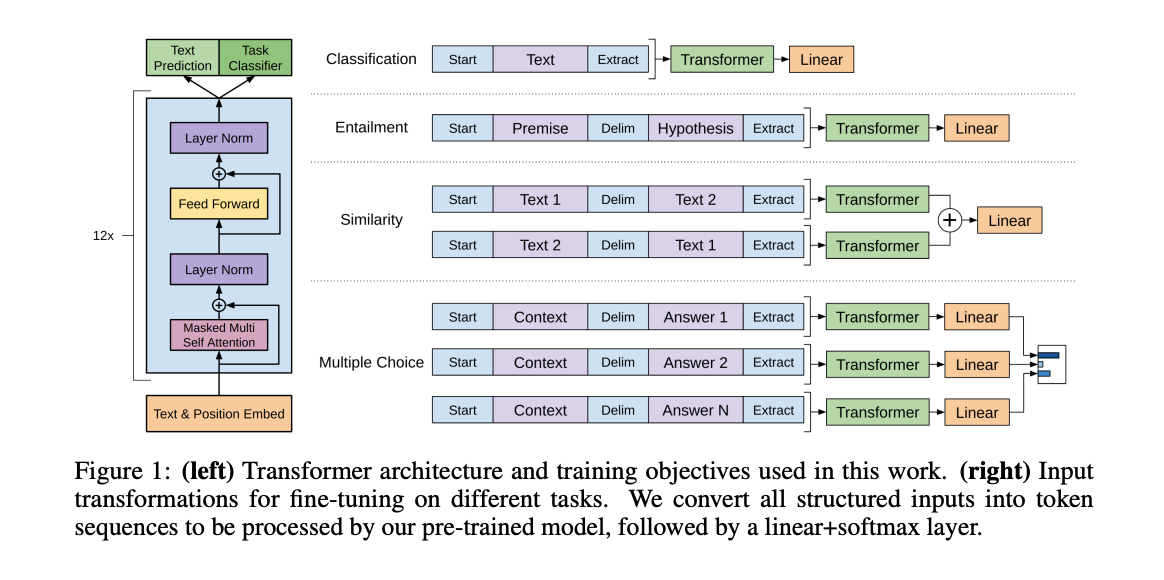 Text
Prediction
Task
Classifier
12x
Layer Norm
+
Feed Forward
Layer Norm
+
Masked Multi
Self Attention
Text & Position Embed
Classification
Start Text Extract Transformer Linear
Entailment
Start Premise Delim Hypothesis Extract Transformer Linear
Similarity
Start Text 1 Delim Text 2 Extract Transformer
+ Linear
Start Text 2 Delim Text 1 Extract Transformer
Multiple Choice
Start Context Delim Answer 1 Extract Transformer Linear
Start Context Delim Answer 2 Extract Transformer Linear
Start Context Delim Answer N Extract Transformer Linear
Figure 1: (left) Transformer architecture and training objectives used in this work. (right) Input
transformations for fine-tuning on different tasks. We convert all structured inputs into token
sequences to be processed by our pre-trained model, followed by a linear+softmax layer.